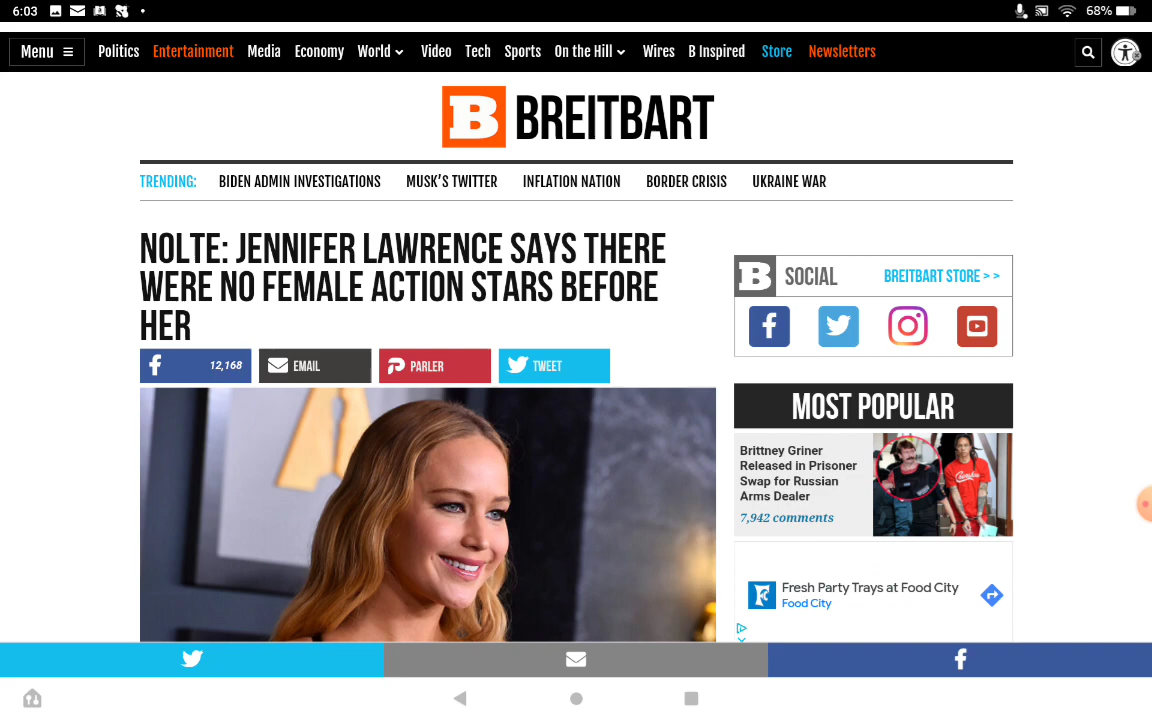 6:03
68%
Menu
Politics Entertainment Media Economy World Video Tech Sports On the Hill Wires B Inspired Store Newsletters
B BREITBART
TRENDING: BIDEN ADMIN INVESTIGATIONS MUSK'S TWITTER INFLATION NATION BORDER CRISIS UKRAINE WAR
NOLTE: JENNIFER LAWRENCE SAYS THERE
WERE NO FEMALE ACTION STARS BEFORE
HER
12,168 EMAIL PARLER TWEET
B SOCIAL BREITBART STORE > >
MOST POPULAR
Brittney Griner
Released in Prisoner
Swap for Russian
Arms Dealer
7,942 comments
Fresh Party Trays at Food City
Food City